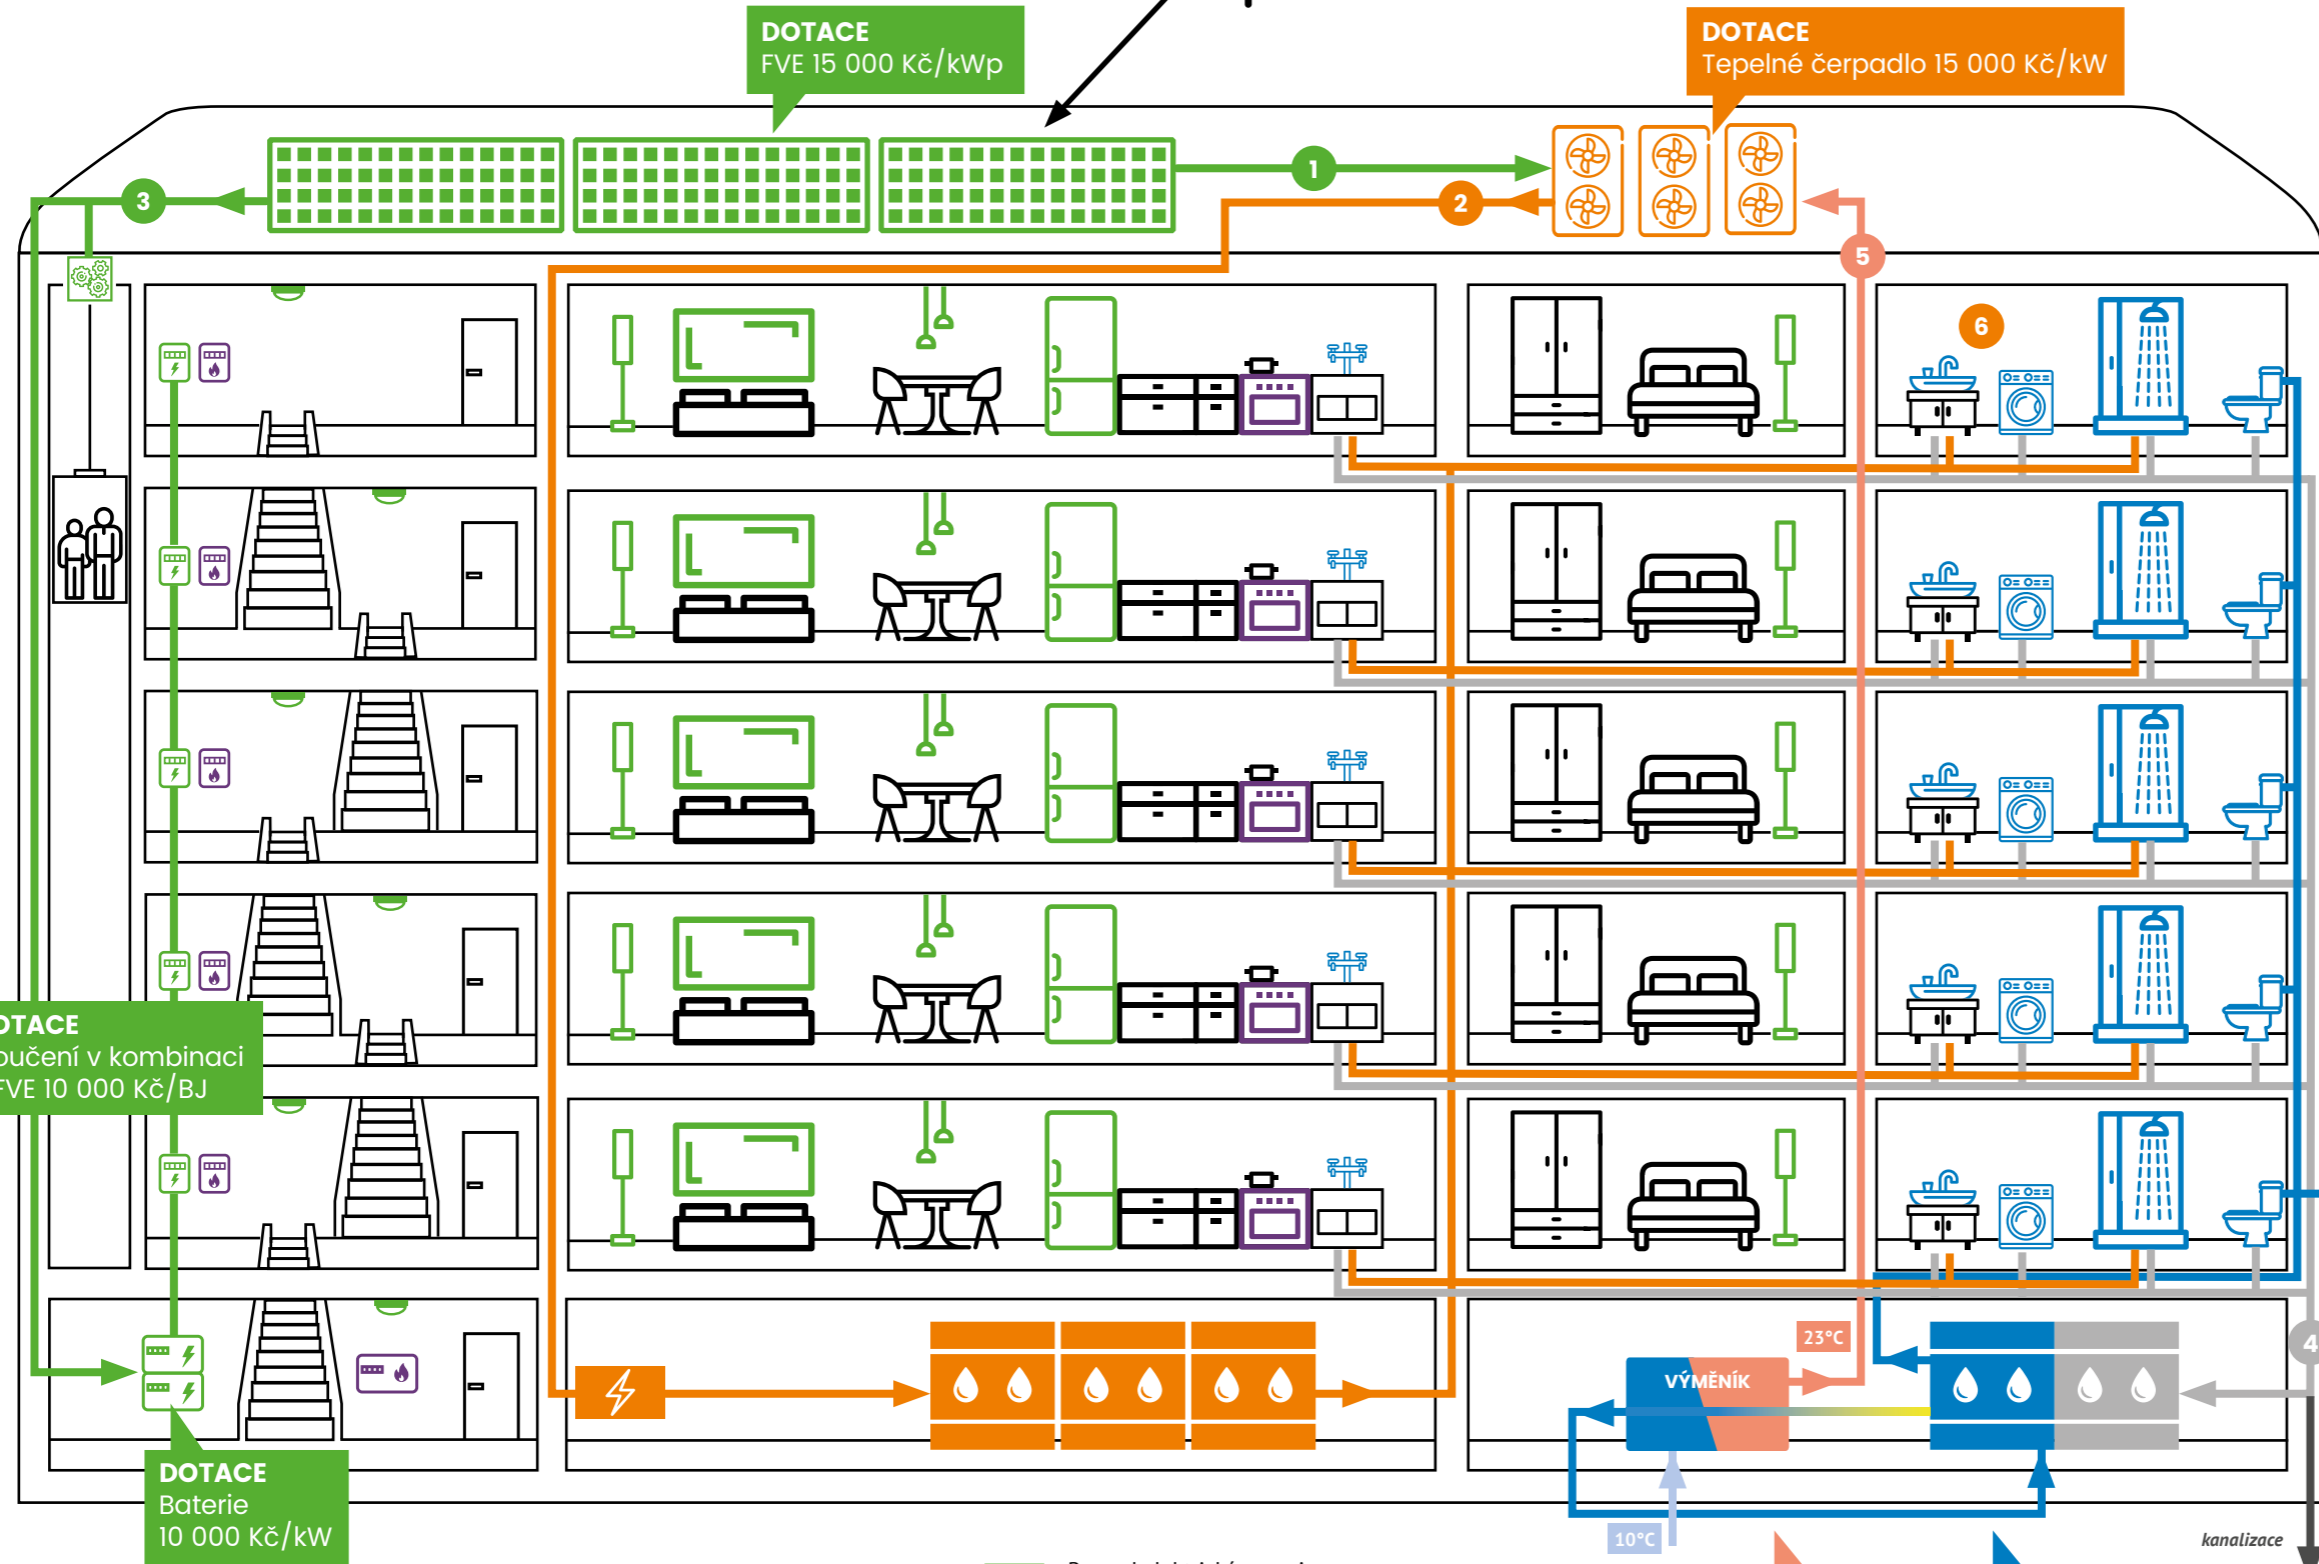 DOTACE
FVE 15 000 Kč/kWp
DOTACE
Tepelné čerpadlo 15 000 Kč/kW
1
3
2
5
6
OTACE
oučení v kombinaci
FVE 10 000 Kč/BJ
23°C
4
VÝMĚNÍK
DOTACE
Baterie
10 000 Kč/kW
10°C
kanalizace